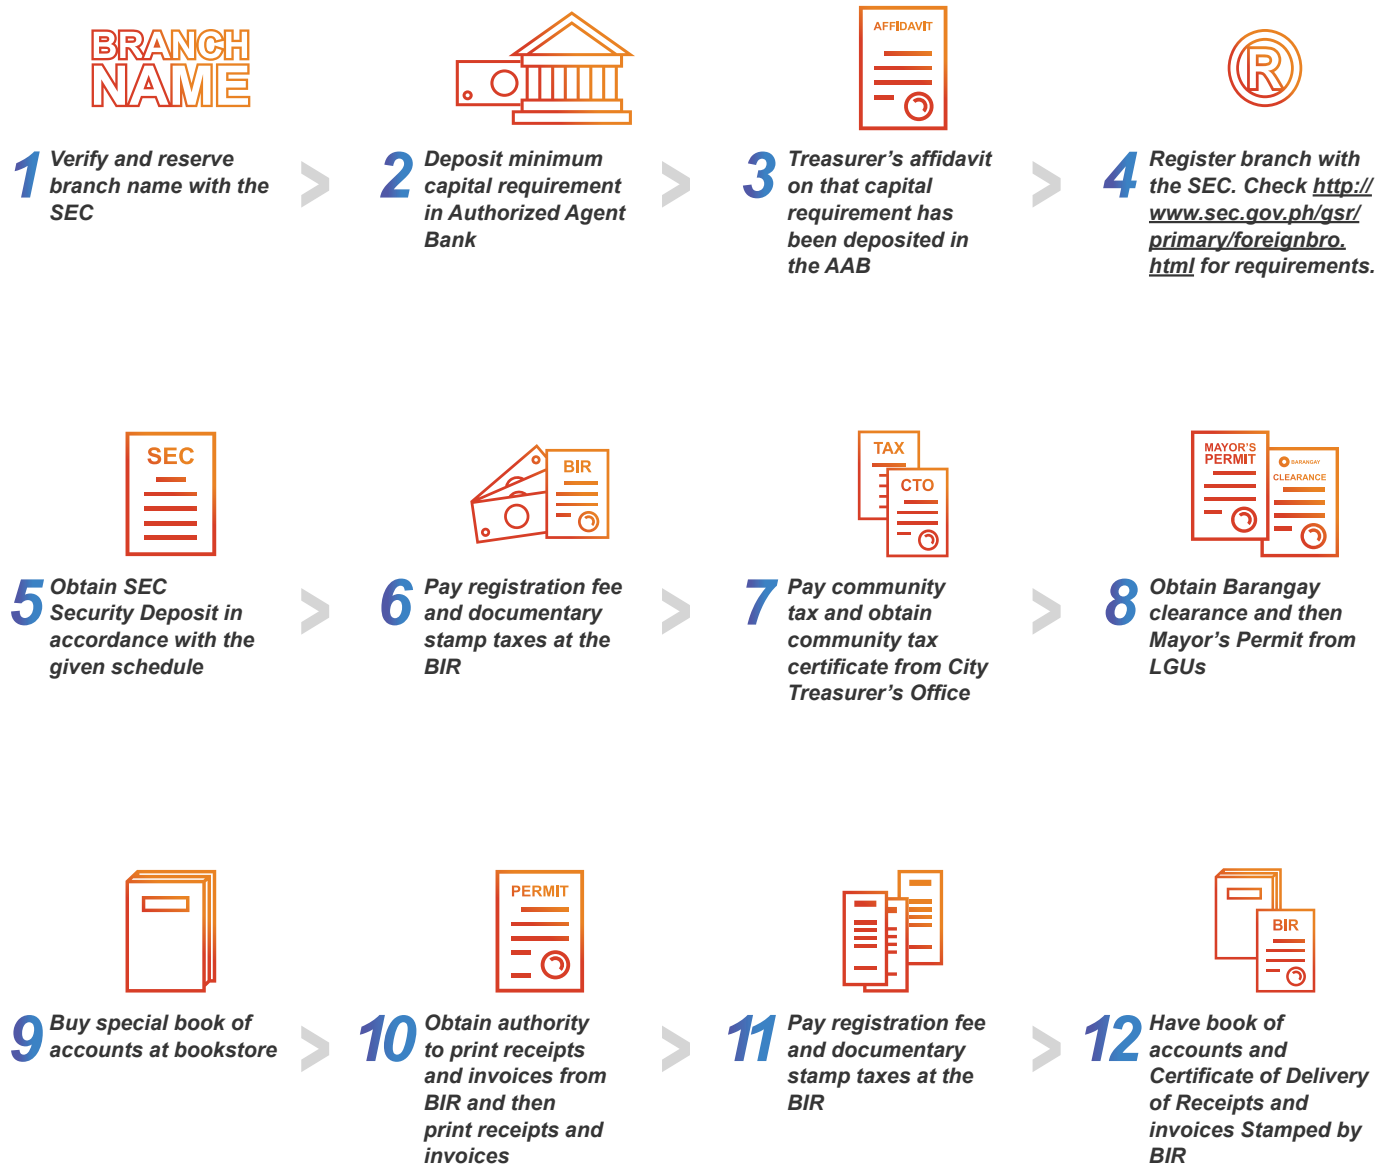 BRANCH
NAME
1 Verify and reserve
branch name with the
SEC
>
2 Deposit minimum
capital requirement
in Authorized Agent
Bank
>
AFFIDAVIT
3 Treasurer's affidavit
on that capital
requirement has
been deposited in
the AAB
>
R
4 Register branch with
the SEC. Check http://
www.sec.gov.ph/gsr/
primary/foreignbro.
html for requirements.
SEC
5 Obtain SEC
Security Deposit in
accordance with the
given schedule
>
BIR
6 Pay registration fee
and documentary
stamp taxes at the
BIR
>
TAX
CTO
7 Pay community
tax and obtain
community tax
certificate from City
Treasurer's Office
>
MAYOR'S
PERMIT
BARANGAY
CLEARANCE
8 Obtain Barangay
clearance and then
Mayor's Permit from
LGUs
9 Buy special book of
accounts at bookstore
>
PERMIT
10 Obtain authority
to print receipts
and invoices from
BIR and then
print receipts and
invoices
>
11 Pay registration fee
and documentary
stamp taxes at the
BIR
>
BIR
12 Have book of
accounts and
Certificate of Delivery
of Receipts and
invoices Stamped by
BIR